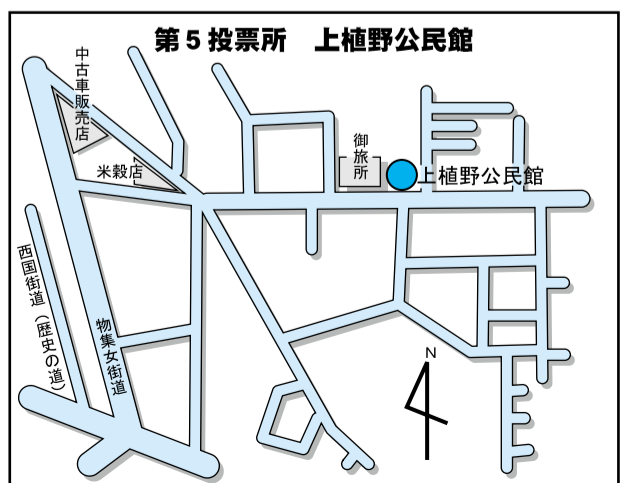 第5投票所　上植野公民館
中古車販売店
米穀店
御旅所
上植野公民館
西国街道（歴史の道）
物集女街道
N